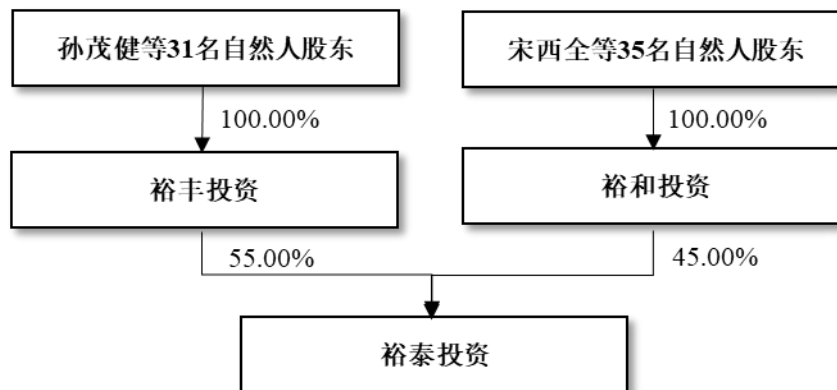 孙茂健等31名自然人股东
宋西全等35名自然人股东
100.00%
100.00%
裕丰投资
裕和投资
55.00%
45.00%
裕泰投资